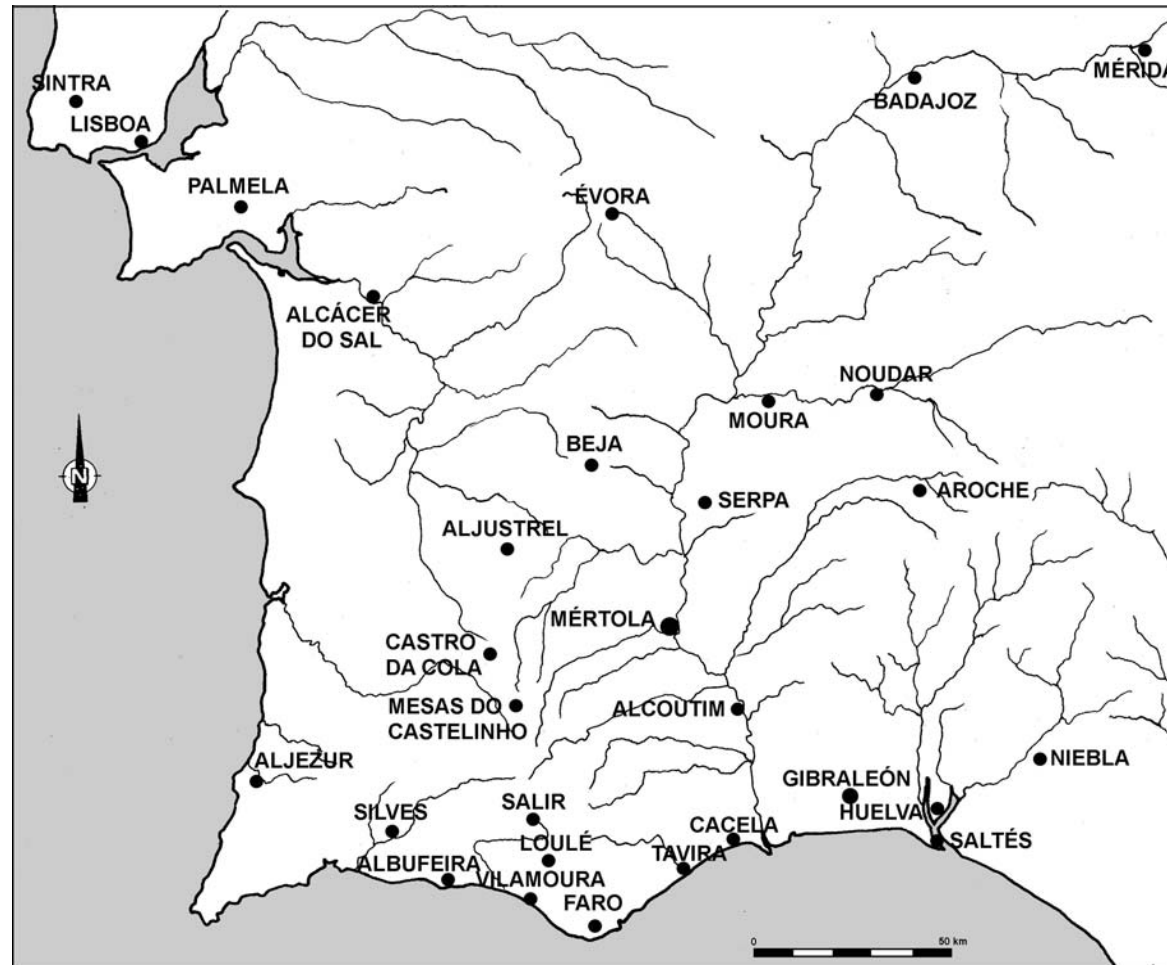 MÉRIDA
SINTRA
BADAJOZ
LISBOA
PALMELA
ÉVORA
ALCÁCER
DO SAL
NOUDAR
MOURA
BEJA
N
AROCHE
SERPA
ALJUSTREL
MÉRTOLA
CASTRO
DA COLA
MESAS DO
CASTELINHO
ALCOUTIM
NIEBLA
ALJEZUR
GIBRALEÓN
SALIR
HUELVA
SILVES
CACELA
LOULÉ
SALTÉS
TAVIRA
ALBUFEIRA
VILAMOURA
FARO
0 50 km